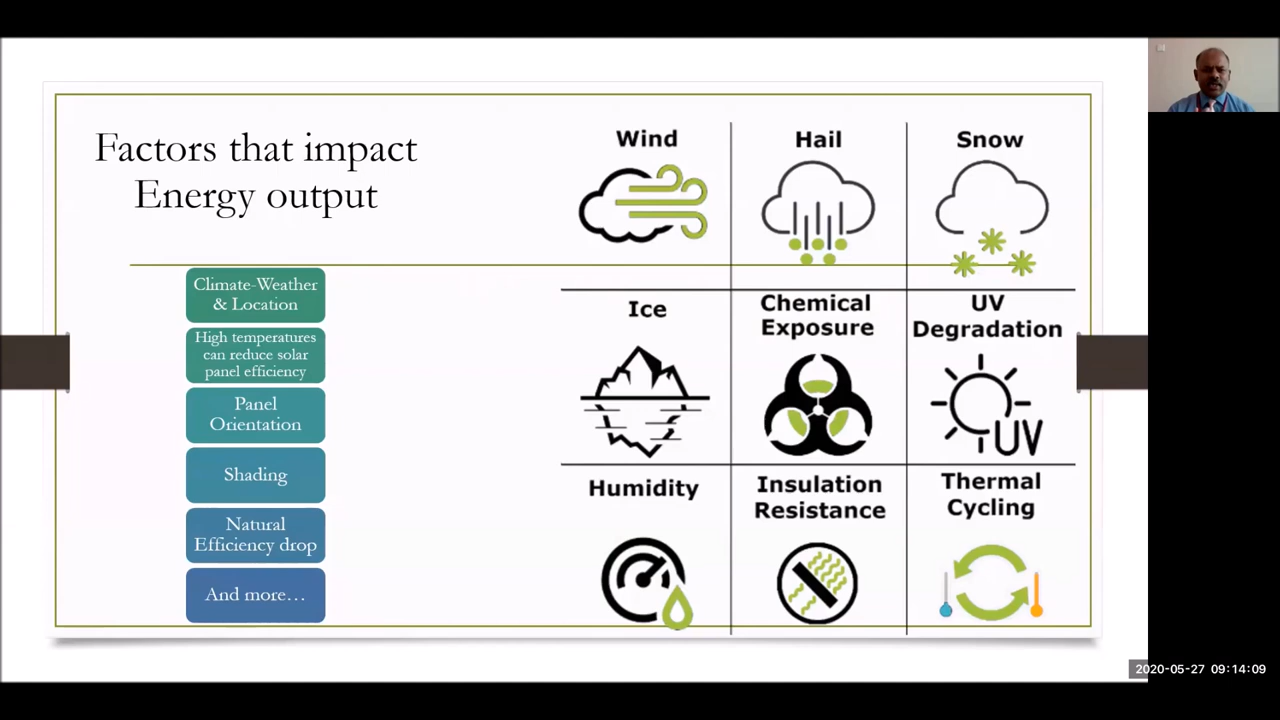 Factors that impact
Energy output
Climate-Weather
& Location
High temperatures
can reduce solar
panel efficiency
Panel
Orientation
Shading
Natural
Efficiency drop
And more…
Wind
Hail
Snow
Ice
Chemical
Exposure
UV
Degradation
UV
Humidity
Insulation
Resistance
Thermal
Cycling
2020-05-27 09:14:09